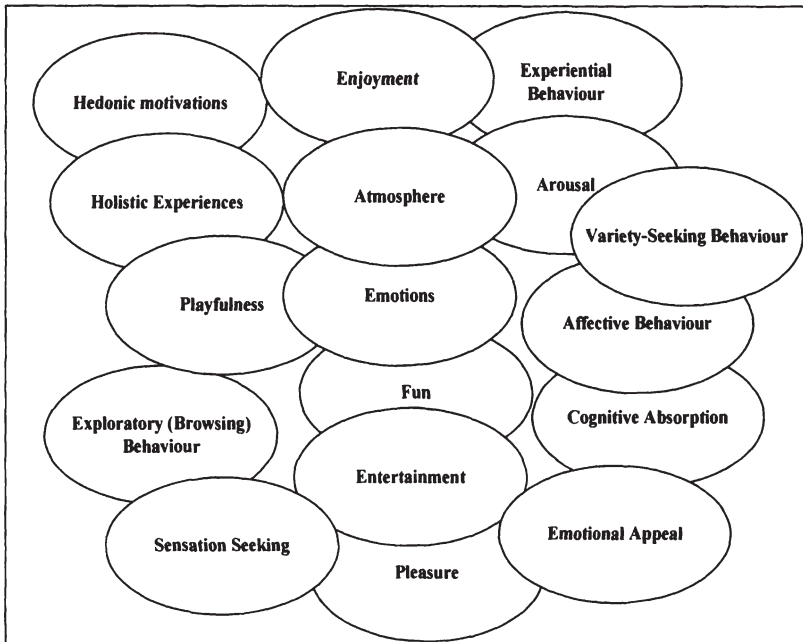 Enjoyment
Experiential
Behaviour
Hedonic motivations
Atmosphere
Arousal
Holistic Experiences
Variety-Seeking Behaviour
Playfulness
Emotions
Affective Behaviour
Fun
Exploratory (Browsing)
Behaviour
Cognitive Absorption
Entertainment
Sensation Seeking
Emotional Appeal
Pleasure